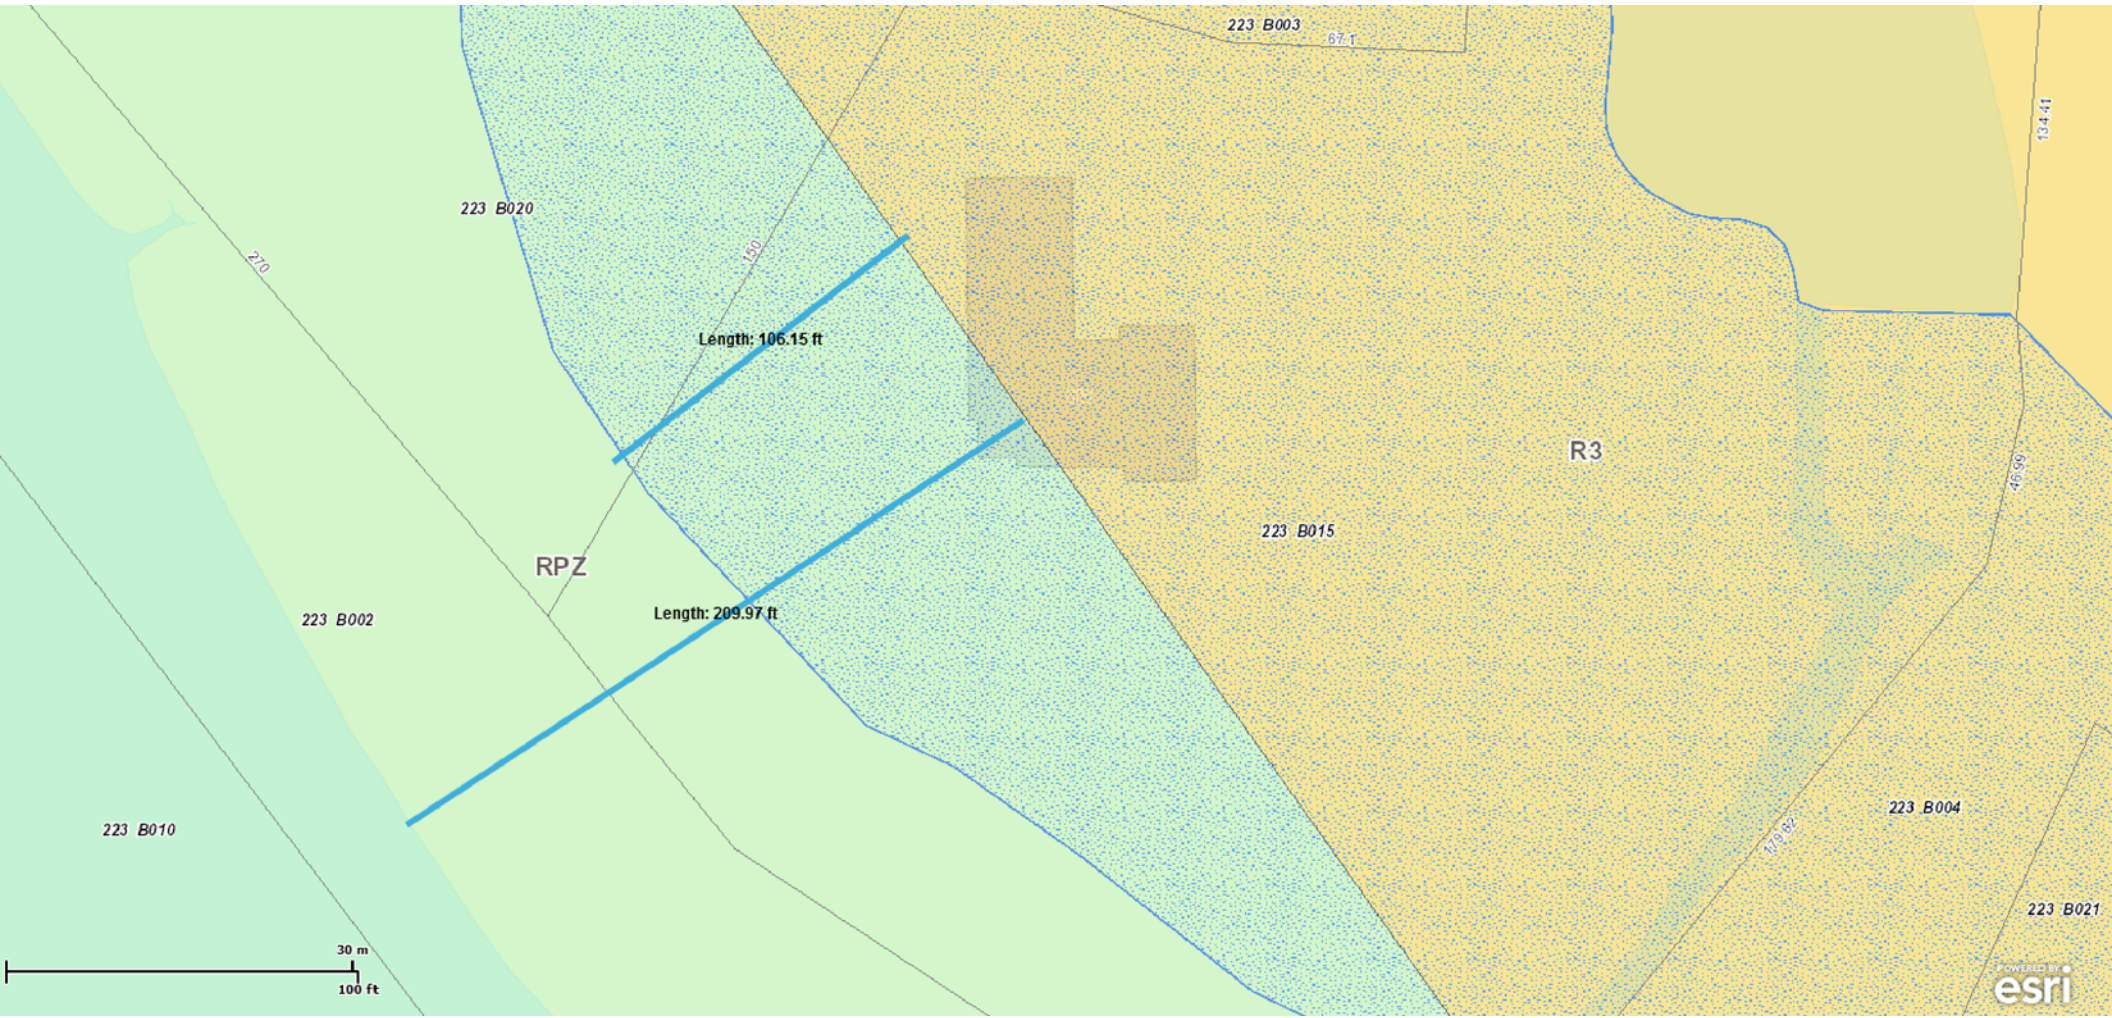 223 B003
67.1
134.41
223 B020
270
150
Length: 106.15 ft
R3
46.99
223 B015
RPZ
Length: 209.97 ft
223 B002
223 B010
223 B004
179.62
223 B021
30 m
100 ft
POWERED BY
esri